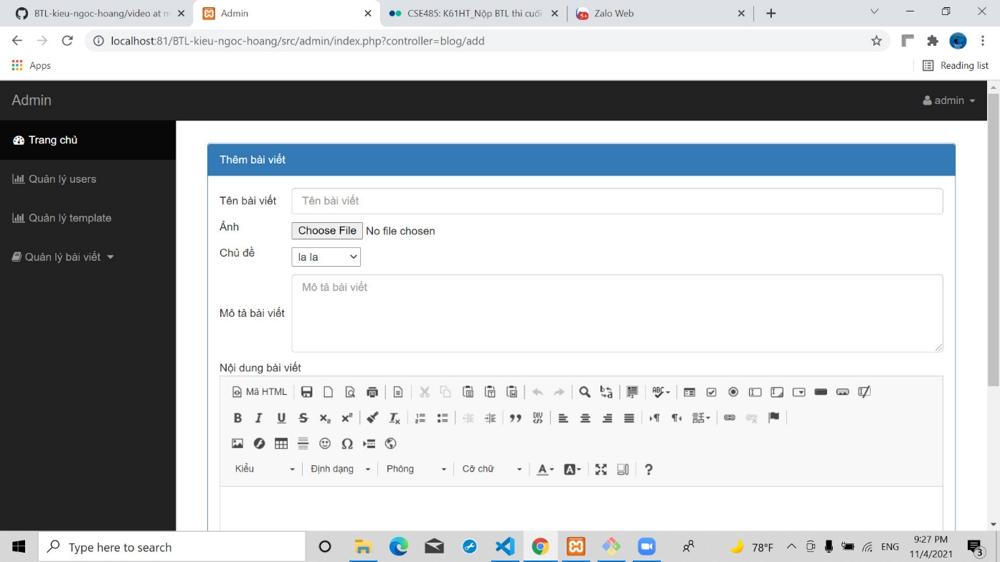 BTL-kieu-ngoc-hoang/video at m
Admin
CSE485: K61HT_Nộp BTL thi cuối
5+
Zalo Web
localhost:81/BTL-kieu-ngoc-hoang/src/admin/index.php?controller=blog/add
Apps
Reading list
Admin
admin
Trang chủ
Quản lý users
Quản lý template
Quản lý bài viết
Thêm bài viết
Tên bài viết
Tên bài viết
Ảnh
Choose File No file chosen
Chủ đề
la la
Mô tả bài viết
Mô tả bài viết
Nội dung bài viết
Mã HTML
Kiểu
Định dạng
Phông
Cỡ chữ
Type here to search
78°F
ENG
9:27 PM
11/4/2021
3